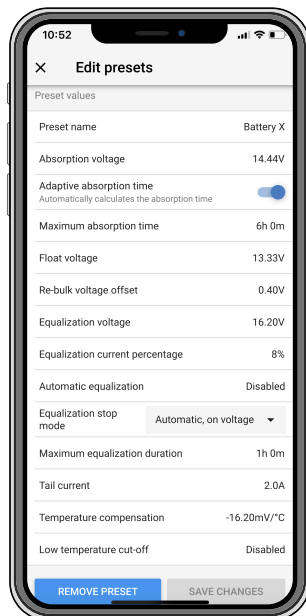 10:52
Edit presets
Preset values
Preset name Battery X
Absorption voltage 14.44V
Adaptive absorption time
Automatically calculates the absorption time
Maximum absorption time 6h 0m
Float voltage 13.33V
Re-bulk voltage offset 0.40V
Equalization voltage 16.20V
Equalization current percentage 8%
Automatic equalization Disabled
Equalization stop
mode Automatic, on voltage
Maximum equalization duration 1h 0m
Tail current 2.0A
Temperature compensation -16.20mV/°C
Low temperature cut-off Disabled
REMOVE PRESET SAVE CHANGES